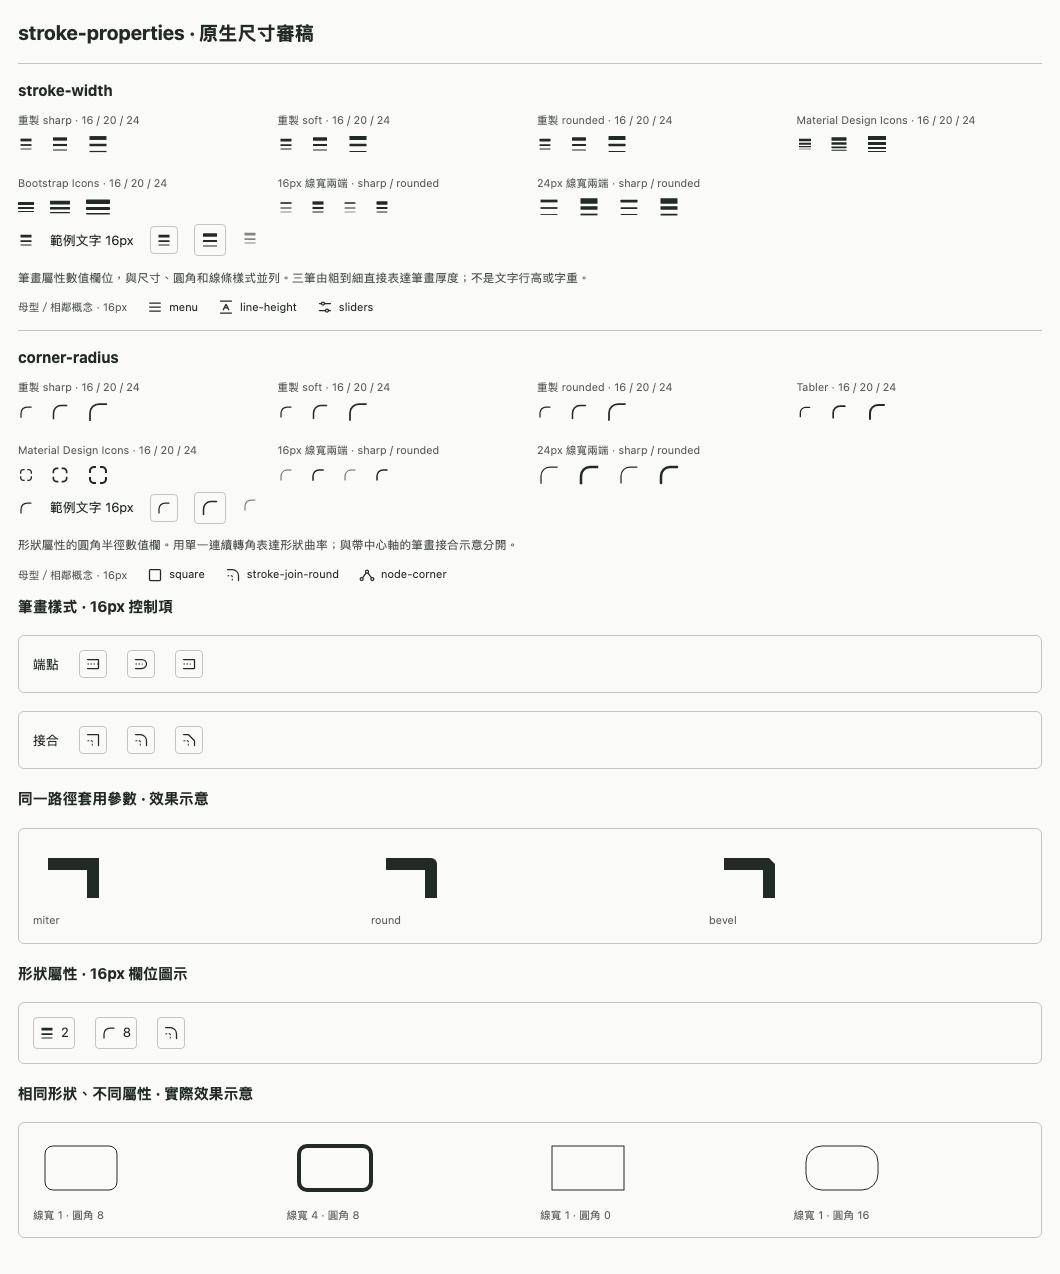 stroke-properties · 原生尺寸審稿
stroke-width
重製 sharp · 16 / 20 / 24
重製 soft · 16 / 20 / 24
重製 rounded · 16 / 20 / 24
Material Design Icons · 16 / 20 / 24
Bootstrap Icons · 16 / 20 / 24
16px 線寬兩端 · sharp / rounded
24px 線寬兩端 · sharp / rounded
範例文字 16px
筆畫屬性數值欄位，與尺寸、圓角和線條樣式並列。三筆由粗到細直接表達筆畫厚度；不是文字行高或字重。
母型 / 相鄰概念 · 16px menu line-height sliders
corner-radius
重製 sharp · 16 / 20 / 24
重製 soft · 16 / 20 / 24
重製 rounded · 16 / 20 / 24
Tabler · 16 / 20 / 24
Material Design Icons · 16 / 20 / 24
16px 線寬兩端 · sharp / rounded
24px 線寬兩端 · sharp / rounded
範例文字 16px
形狀屬性的圓角半徑數值欄。用單一連續轉角表達形狀曲率；與帶中心軸的筆畫接合示意分開。
母型 / 相鄰概念 · 16px square stroke-join-round node-corner
筆畫樣式 · 16px 控制項
端點
接合
同一路徑套用參數 · 效果示意
miter
round
bevel
形狀屬性 · 16px 欄位圖示
2 8
相同形狀、不同屬性 · 實際效果示意
線寬 1 · 圓角 8
線寬 4 · 圓角 8
線寬 1 · 圓角 0
線寬 1 · 圓角 16